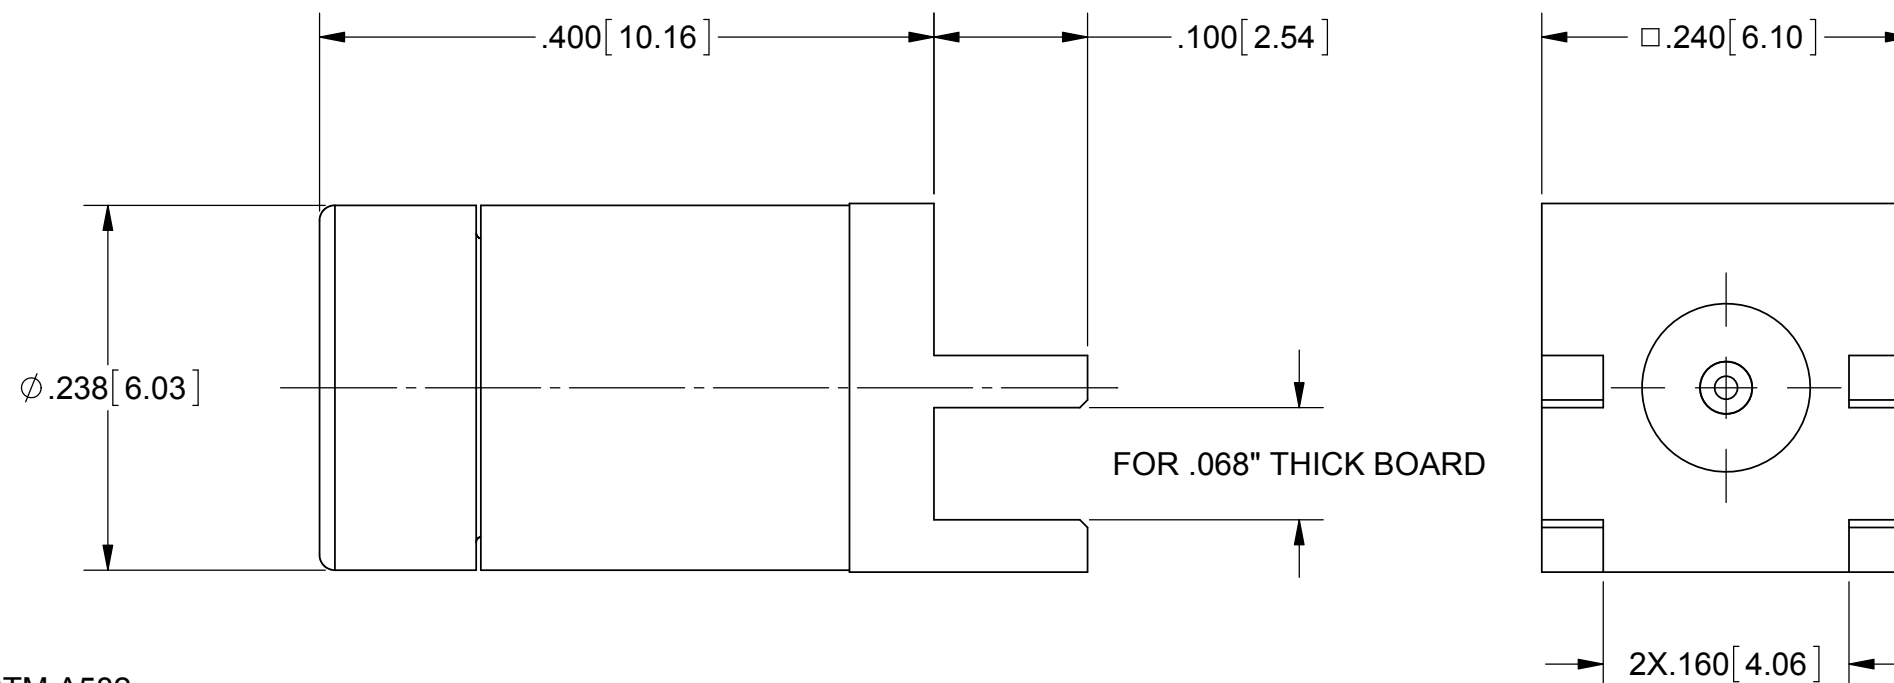 .400[10.16]
.100[2.54]
□.240[6.10]
∅.238[6.03]
FOR .068" THICK BOARD
2X.160[4.06]